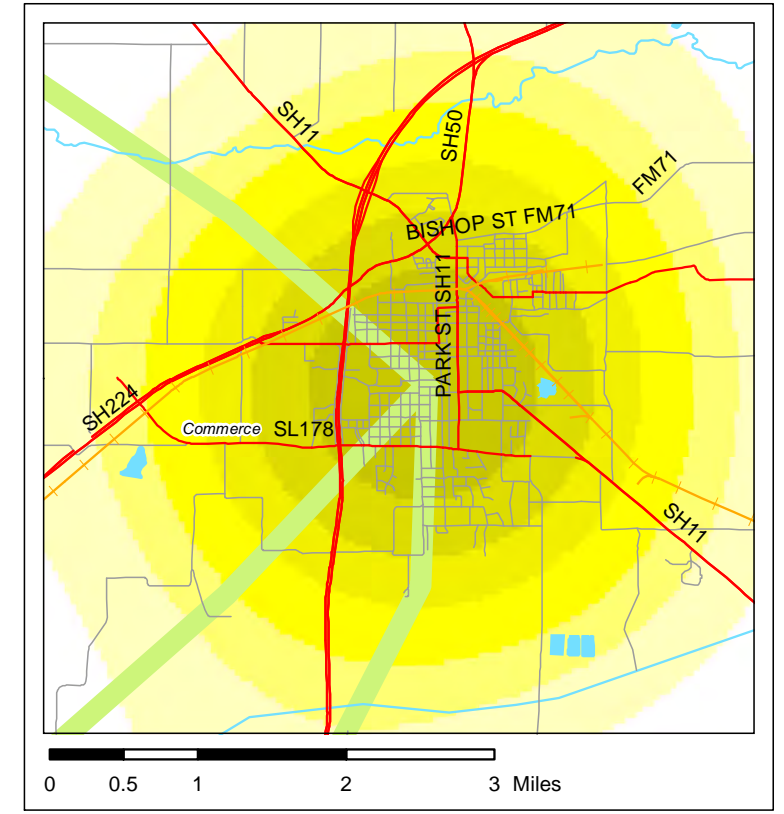 SH11
SH50
FM71
BISHOP ST FM71
PARK ST SH11
SH224
Commerce
SL178
SH11
0 0.5 1 2 3 Miles